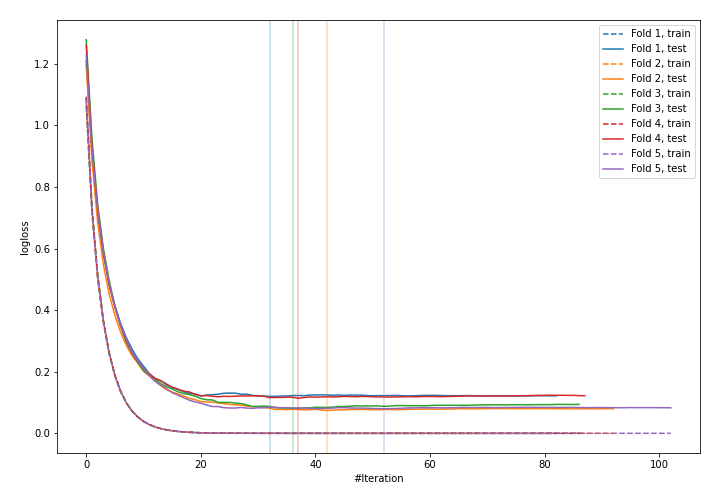 1.2
1.0
0.8
0.6
0.4
0.2
0.0
logloss
0
20
40
60
80
100
#Iteration
Fold 1, train
Fold 1, test
Fold 2, train
Fold 2, test
Fold 3, train
Fold 3, test
Fold 4, train
Fold 4, test
Fold 5, train
Fold 5, test